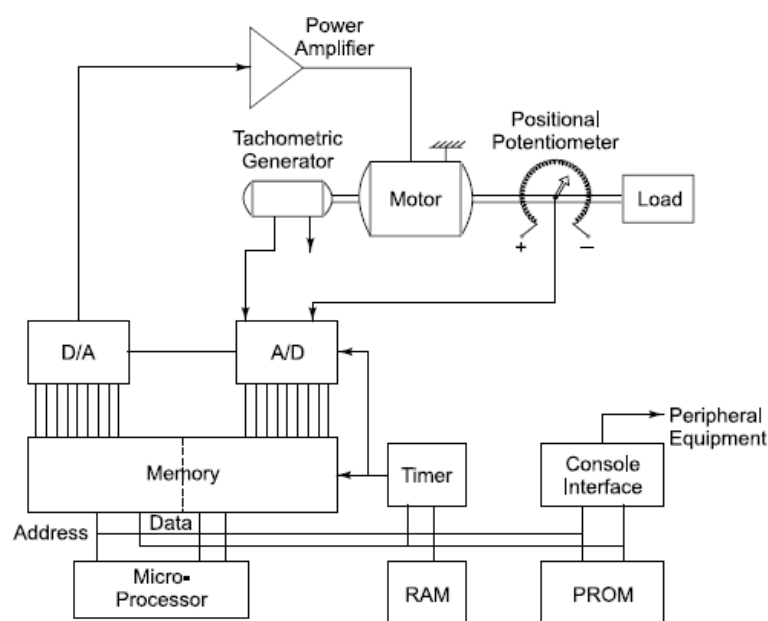 Power
Amplifier
Tachometric
Generator
Positional
Potentiometer
Motor
Load
+
−
D/A
A/D
Peripheral
Equipment
Memory
Timer
Console
Interface
Address
Data
Micro-
Processor
RAM
PROM